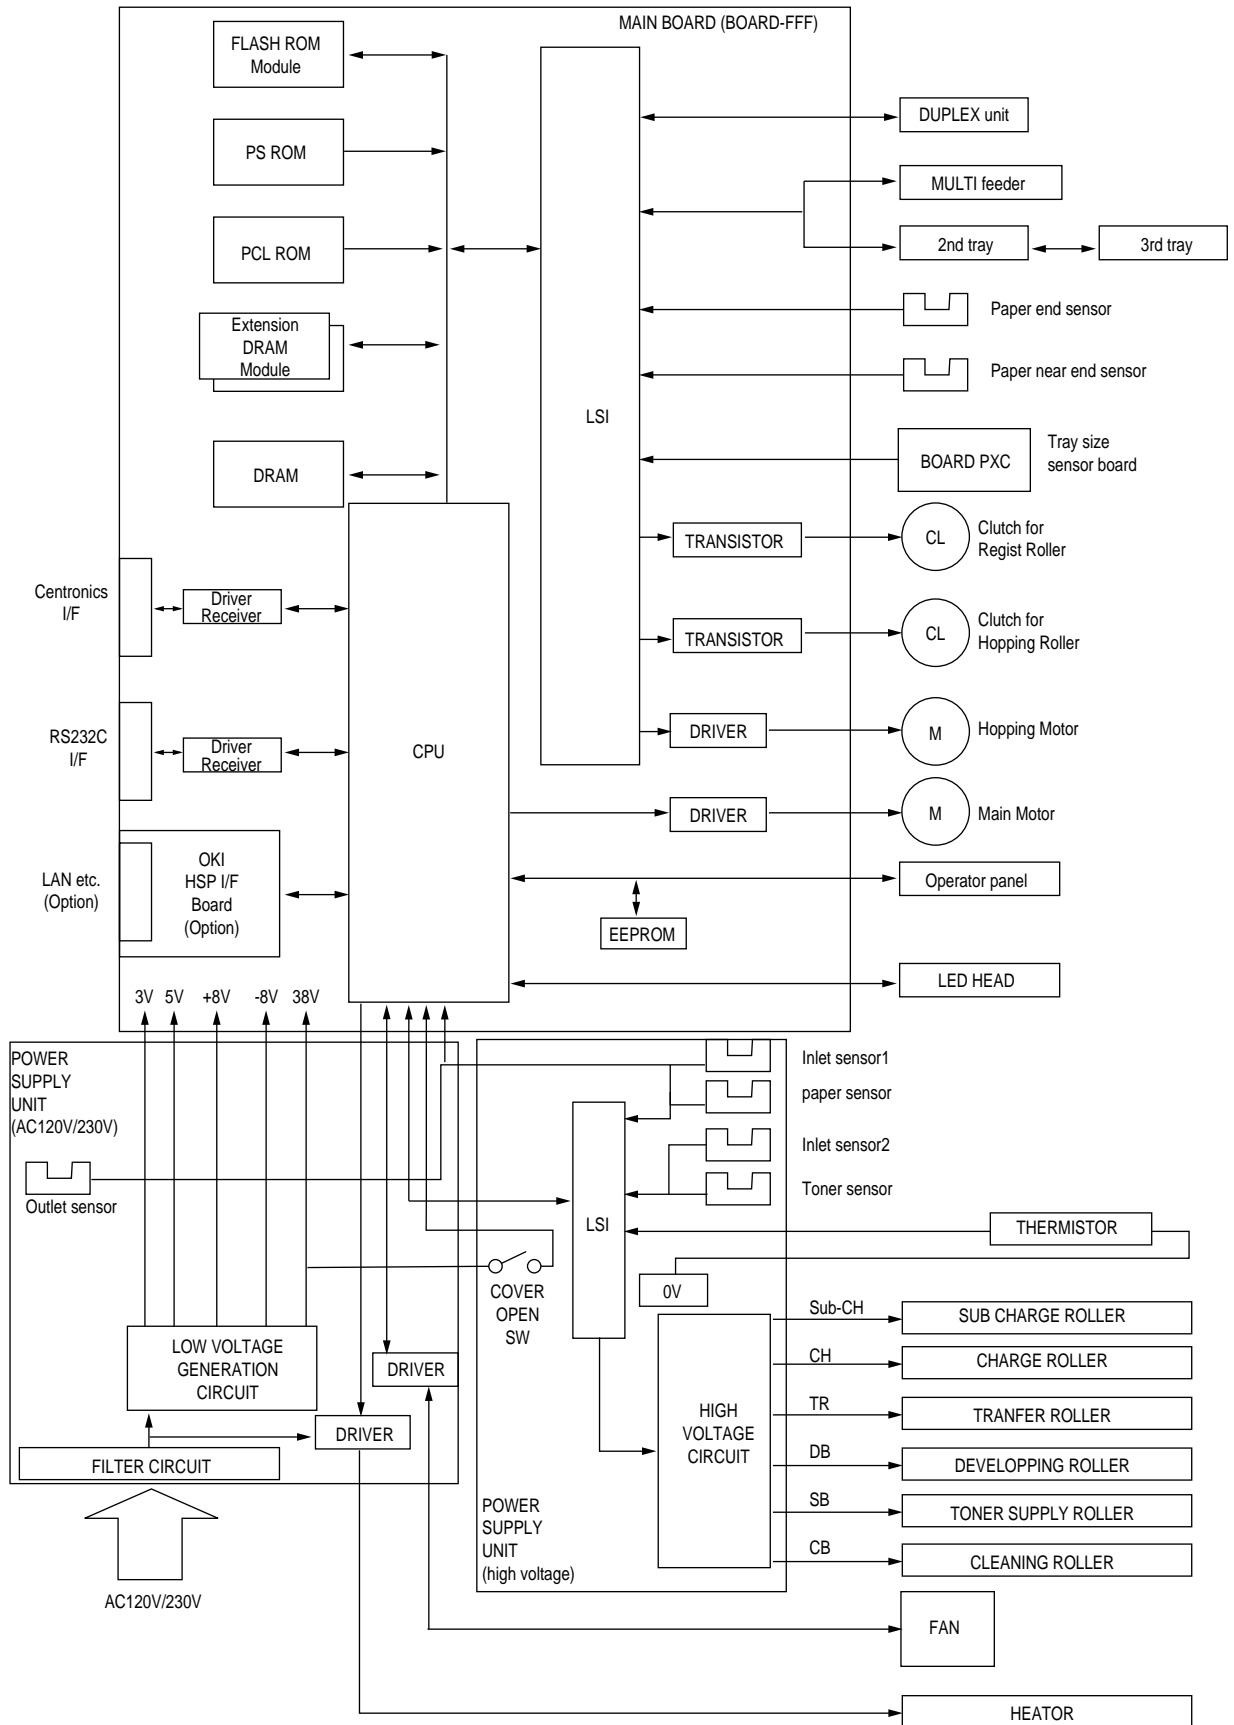 MAIN BOARD (BOARD-FFF)
FLASH ROM
Module
PS ROM
PCL ROM
Extension
DRAM
Module
DRAM
LSI
DUPLEX unit
MULTI feeder
2nd tray
3rd tray
Paper end sensor
Paper near end sensor
BOARD PXC
Tray size
sensor board
TRANSISTOR
CL
Clutch for
Regist Roller
TRANSISTOR
CL
Clutch for
Hopping Roller
DRIVER
M
Hopping Motor
DRIVER
M
Main Motor
Centronics
I/F
Driver
Receiver
RS232C
I/F
Driver
Receiver
CPU
LAN etc.
(Option)
OKI
HSP I/F
Board
(Option)
Operator panel
EEPROM
LED HEAD
3V
5V
+8V
-8V
38V
POWER
SUPPLY
UNIT
(AC120V/230V)
Outlet sensor
Inlet sensor1
paper sensor
Inlet sensor2
Toner sensor
LSI
THERMISTOR
0V
COVER
OPEN
SW
LOW VOLTAGE
GENERATION
CIRCUIT
DRIVER
DRIVER
FILTER CIRCUIT
AC120V/230V
HIGH
VOLTAGE
CIRCUIT
Sub-CH
SUB CHARGE ROLLER
CH
CHARGE ROLLER
TR
TRANFER ROLLER
DB
DEVELOPPING ROLLER
SB
TONER SUPPLY ROLLER
CB
CLEANING ROLLER
POWER
SUPPLY
UNIT
(high voltage)
FAN
HEATOR